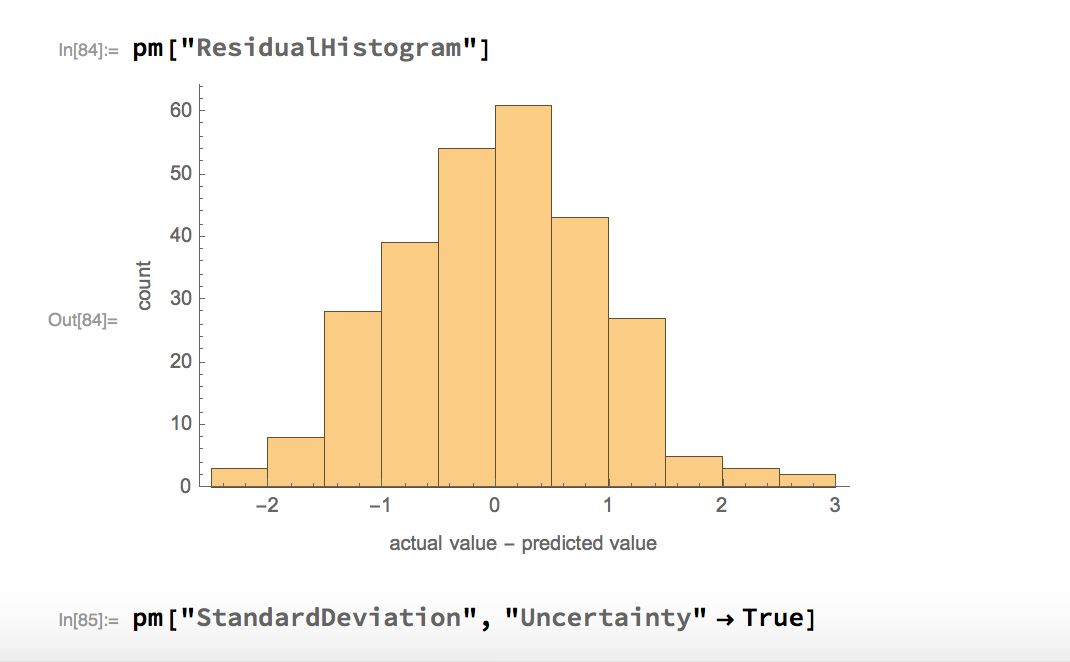 In[84]:= pm["ResidualHistogram"]
60
50
40
30
20
10
0
count
Out[84]=
−2 −1 0 1 2 3
actual value − predicted value
In[85]:= pm["StandardDeviation", "Uncertainty" → True]